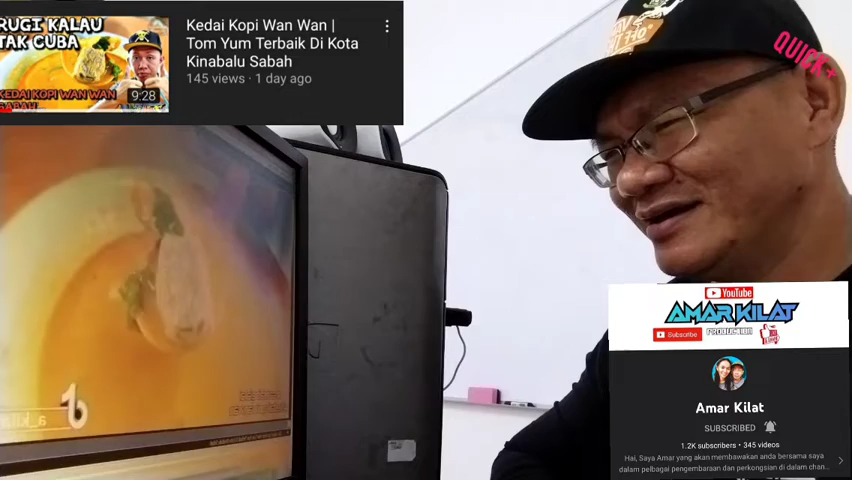 RUGI KALAU
TAK CUBA
KEDAI KOPI WAN WAN
SABAH
9:28
Kedai Kopi Wan Wan |
Tom Yum Terbaik Di Kota
Kinabalu Sabah
145 views · 1 day ago
QUICK+
YouTube
AMAR KILAT
Subscribe
PRODUCTION
Amar Kilat
SUBSCRIBED
1.2K subscribers • 345 videos
Hai, Saya Amar yang akan membawakan anda bersama saya
dalam pelbagai pengembaraan dan perkongsian di dalam chan...